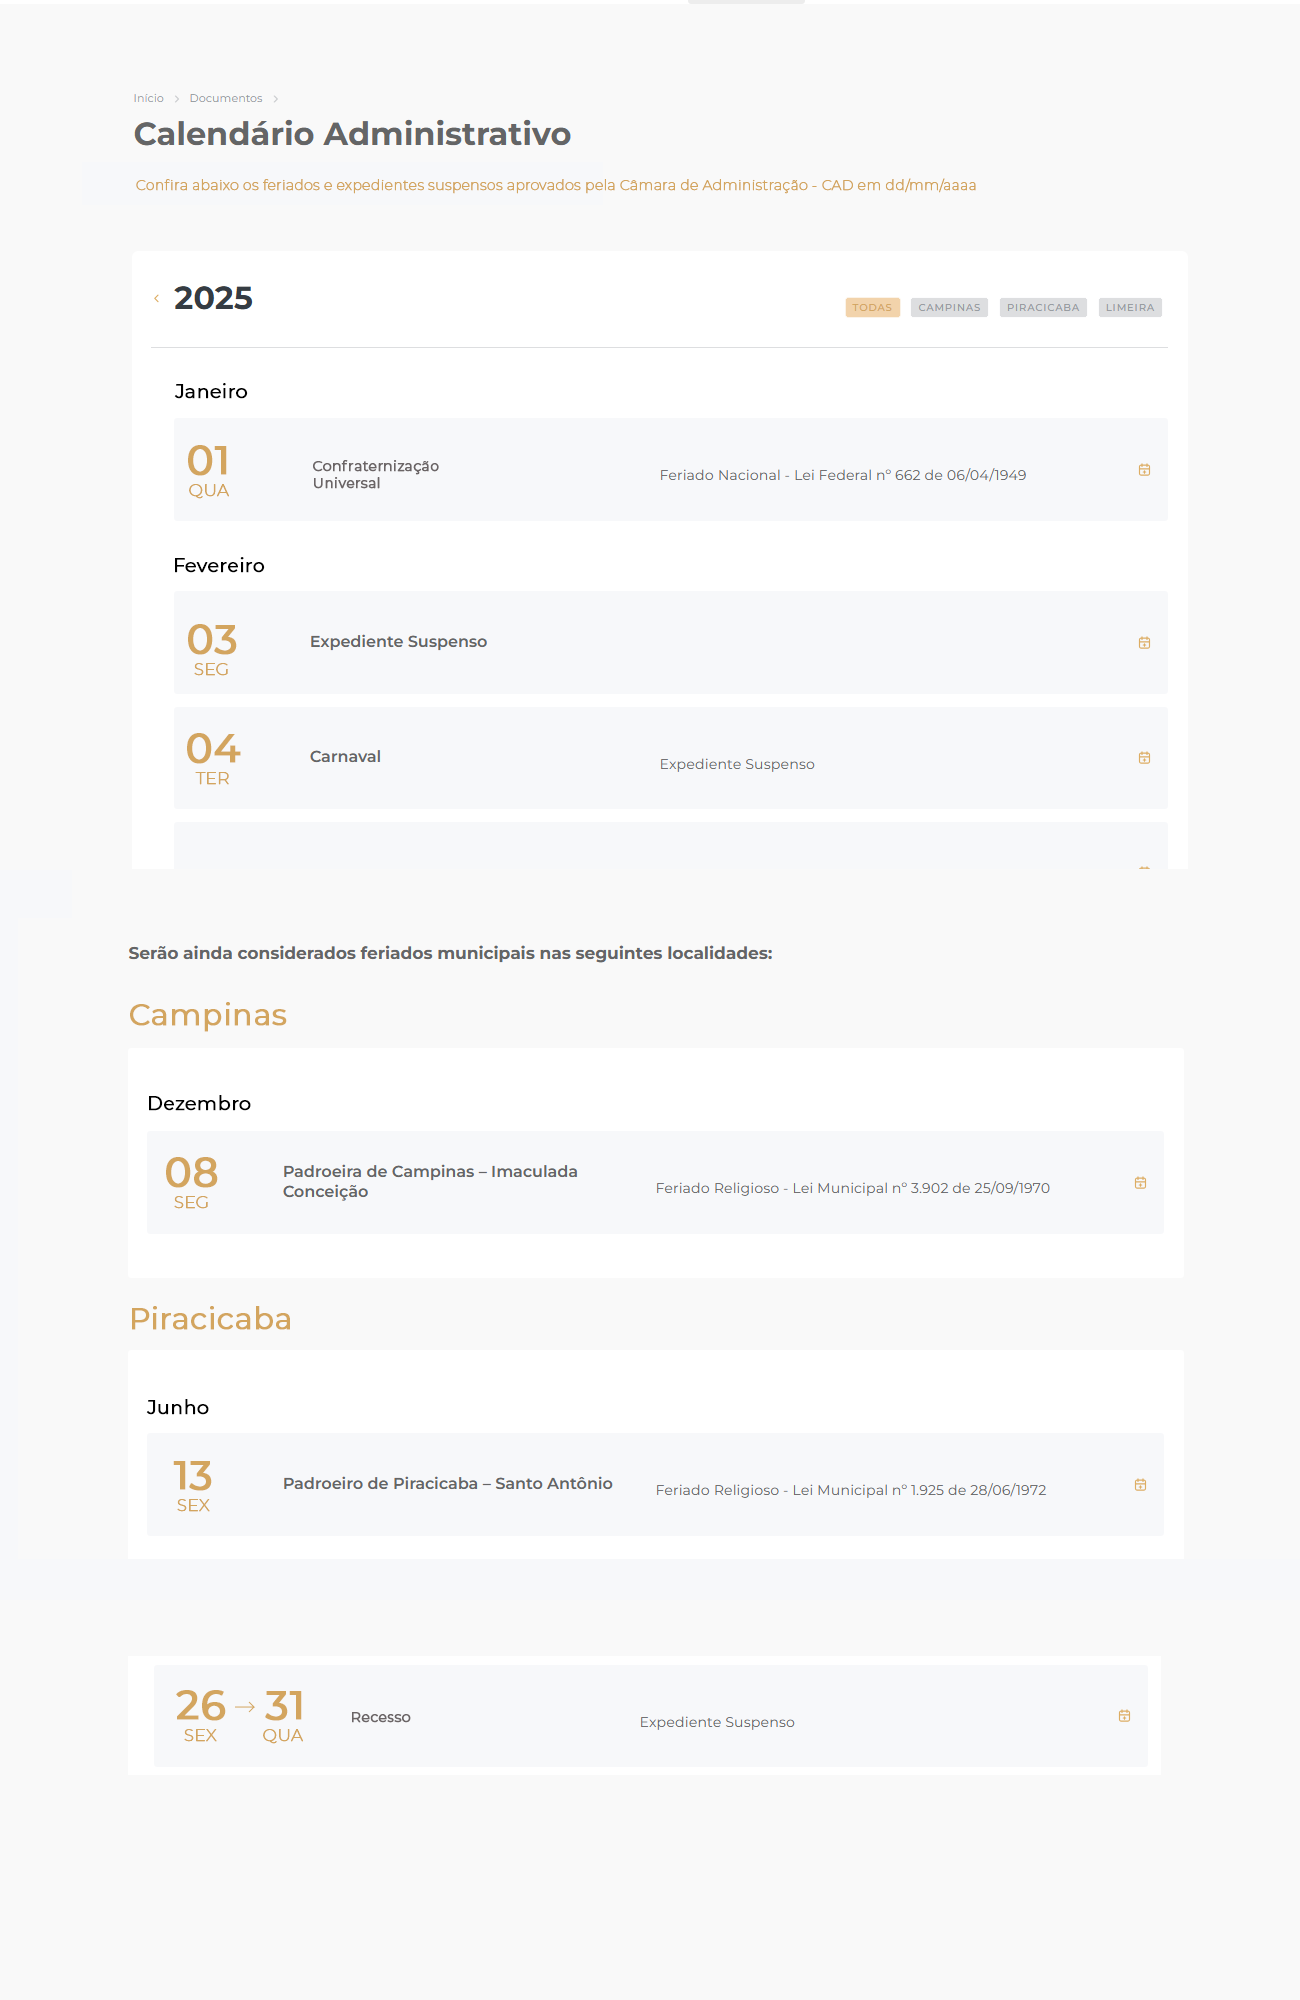 Início > Documentos >
Calendário Administrativo
Confira abaixo os feriados e expedientes suspensos aprovados pela Câmara de Administração - CAD em dd/mm/aaaa
2025
TODAS CAMPINAS PIRACICABA LIMEIRA
Janeiro
01
QUA
Confraternização
Universal
Feriado Nacional - Lei Federal nº 662 de 06/04/1949
Fevereiro
03
SEG
Expediente Suspenso
04
TER
Carnaval
Expediente Suspenso
Serão ainda considerados feriados municipais nas seguintes localidades:
Campinas
Dezembro
08
SEG
Padroeira de Campinas – Imaculada
Conceição
Feriado Religioso - Lei Municipal nº 3.902 de 25/09/1970
Piracicaba
Junho
13
SEX
Padroeiro de Piracicaba – Santo Antônio
Feriado Religioso - Lei Municipal nº 1.925 de 28/06/1972
26 → 31
SEX QUA
Recesso
Expediente Suspenso